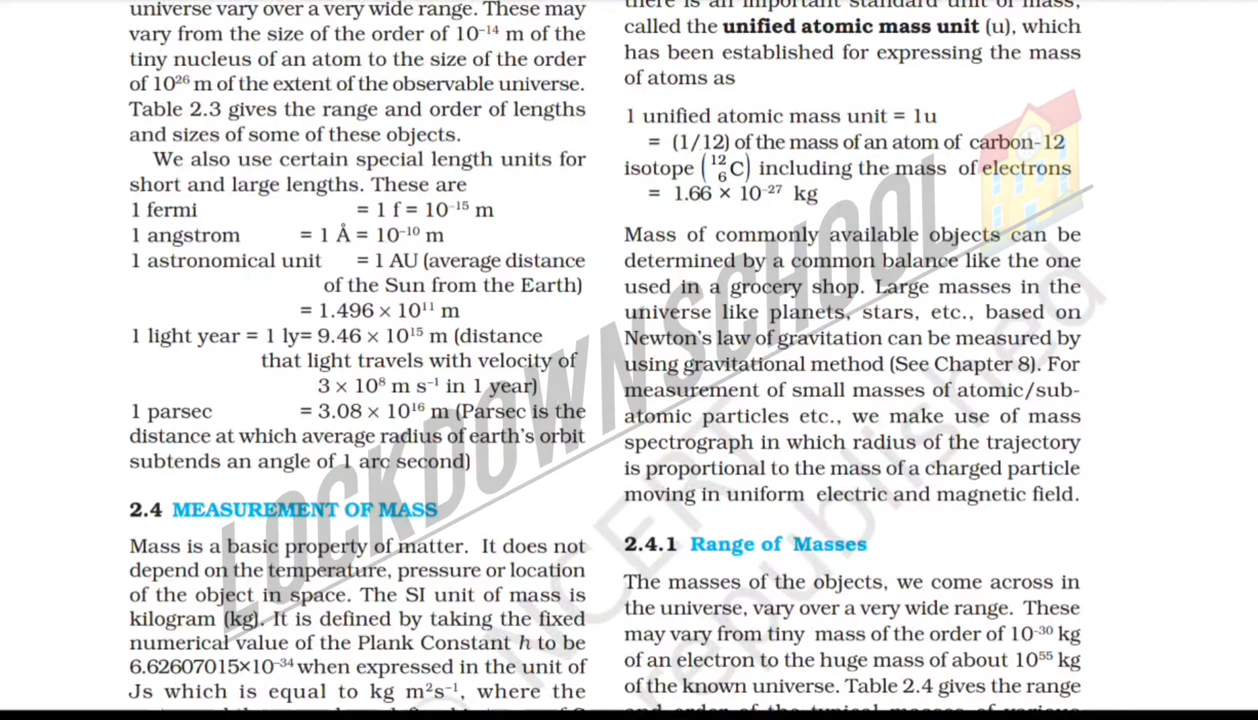 universe vary over a very wide range. These may
vary from the size of the order of 10⁻¹⁴ m of the
tiny nucleus of an atom to the size of the order
of 10²⁶ m of the extent of the observable universe.
Table 2.3 gives the range and order of lengths
and sizes of some of these objects.
We also use certain special length units for
short and large lengths. These are
1 fermi = 1 f = 10⁻¹⁵ m
1 angstrom = 1 Å = 10⁻¹⁰ m
1 astronomical unit = 1 AU (average distance
of the Sun from the Earth)
= 1.496 × 10¹¹ m
1 light year = 1 ly= 9.46 × 10¹⁵ m (distance
that light travels with velocity of
3 × 10⁸ m s⁻¹ in 1 year)
1 parsec = 3.08 × 10¹⁶ m (Parsec is the
distance at which average radius of earth's orbit
subtends an angle of 1 arc second)
2.4 MEASUREMENT OF MASS
Mass is a basic property of matter. It does not
depend on the temperature, pressure or location
of the object in space. The SI unit of mass is
kilogram (kg). It is defined by taking the fixed
numerical value of the Plank Constant h to be
6.62607015×10⁻³⁴ when expressed in the unit of
Js which is equal to kg m²s⁻¹, where the
there is an important standard unit of mass,
called the unified atomic mass unit (u), which
has been established for expressing the mass
of atoms as
1 unified atomic mass unit = 1u
= (1/12) of the mass of an atom of carbon-12
isotope (¹²₆C) including the mass of electrons
= 1.66 × 10⁻²⁷ kg
Mass of commonly available objects can be
determined by a common balance like the one
used in a grocery shop. Large masses in the
universe like planets, stars, etc., based on
Newton's law of gravitation can be measured by
using gravitational method (See Chapter 8). For
measurement of small masses of atomic/sub-
atomic particles etc., we make use of mass
spectrograph in which radius of the trajectory
is proportional to the mass of a charged particle
moving in uniform electric and magnetic field.
2.4.1 Range of Masses
The masses of the objects, we come across in
the universe, vary over a very wide range. These
may vary from tiny mass of the order of 10⁻³⁰ kg
of an electron to the huge mass of about 10⁵⁵ kg
of the known universe. Table 2.4 gives the range
LOCKDOWNSCHOOL
NCERT
republished